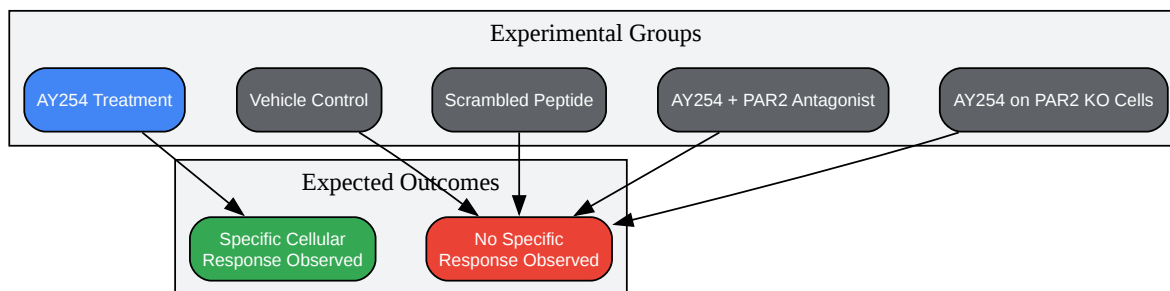 Experimental Groups
AY254 Treatment
Vehicle Control
Scrambled Peptide
AY254 + PAR2 Antagonist
AY254 on PAR2 KO Cells
Expected Outcomes
Specific Cellular
Response Observed
No Specific
Response Observed